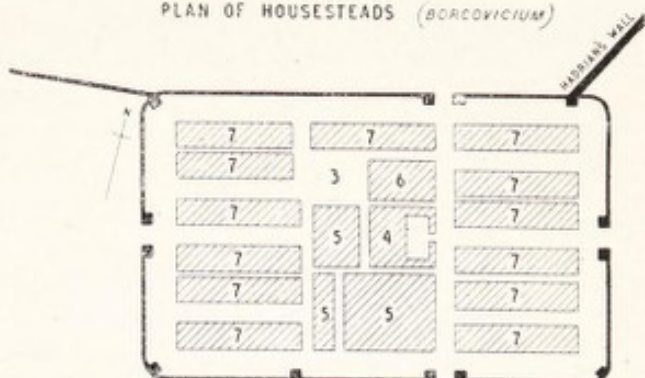 PLAN OF HOUSESTEADS (BORCOVICIUM)
HADRIAN'S WALL
N
7 7 7
7 3 6 7
7 5 4 7 7
7 7
7 5 5 7
7 7